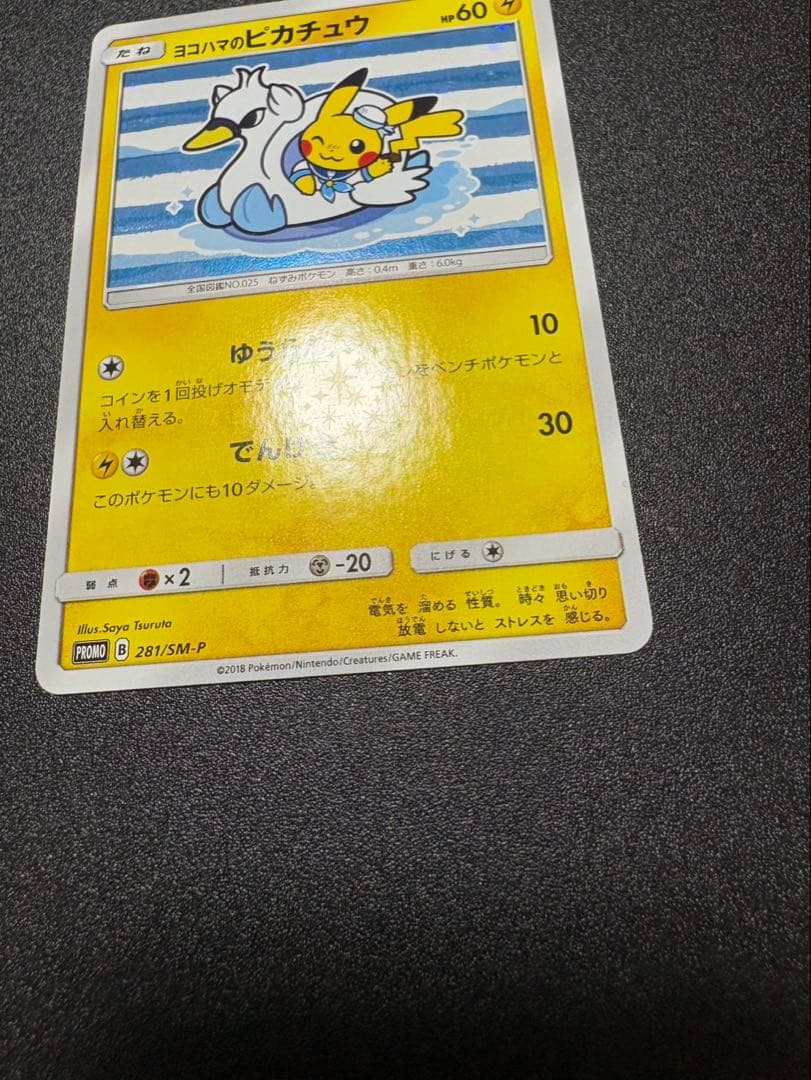 たね ヨコハマのピカチュウ HP60
全国図鑑NO.025 ねずみポケモン 高さ:0.4m 重さ:6.0kg
10
コインを1回投げオモテ をベンチポケモンと
入れ替える。
30
このポケモンにも10ダメージ。
弱点 ×2 抵抗力 -20 にげる
Illus.Saya Tsuruta
電気を 溜める 性質。 時々 思い切り
放電 しないと ストレスを 感じる。
PROMO B 281/SM-P
©2018 Pokémon/Nintendo/Creatures/GAME FREAK.